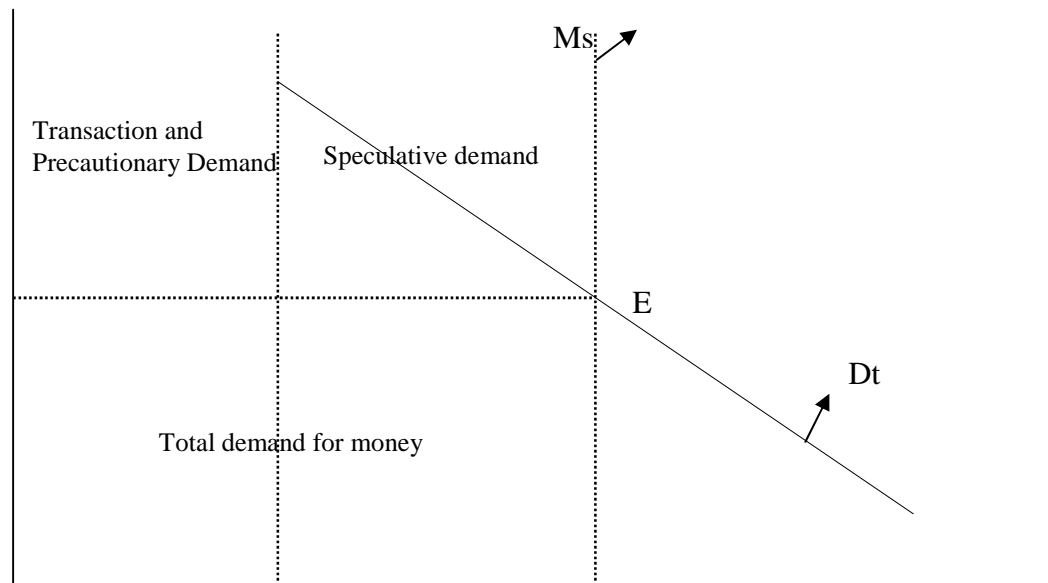 Ms
Transaction and
Precautionary Demand
Speculative demand
E
Dt
Total demand for money